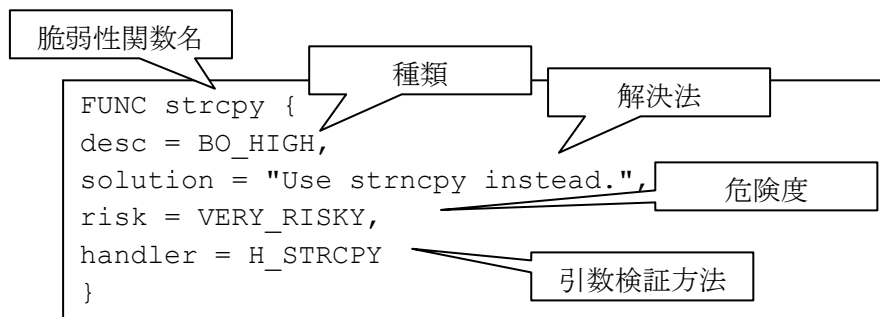 脆弱性関数名
種類
解決法
FUNC strcpy {
desc = BO_HIGH,
solution = "Use strncpy instead.",
危険度
risk = VERY_RISKY,
handler = H_STRCPY
引数検証方法
}